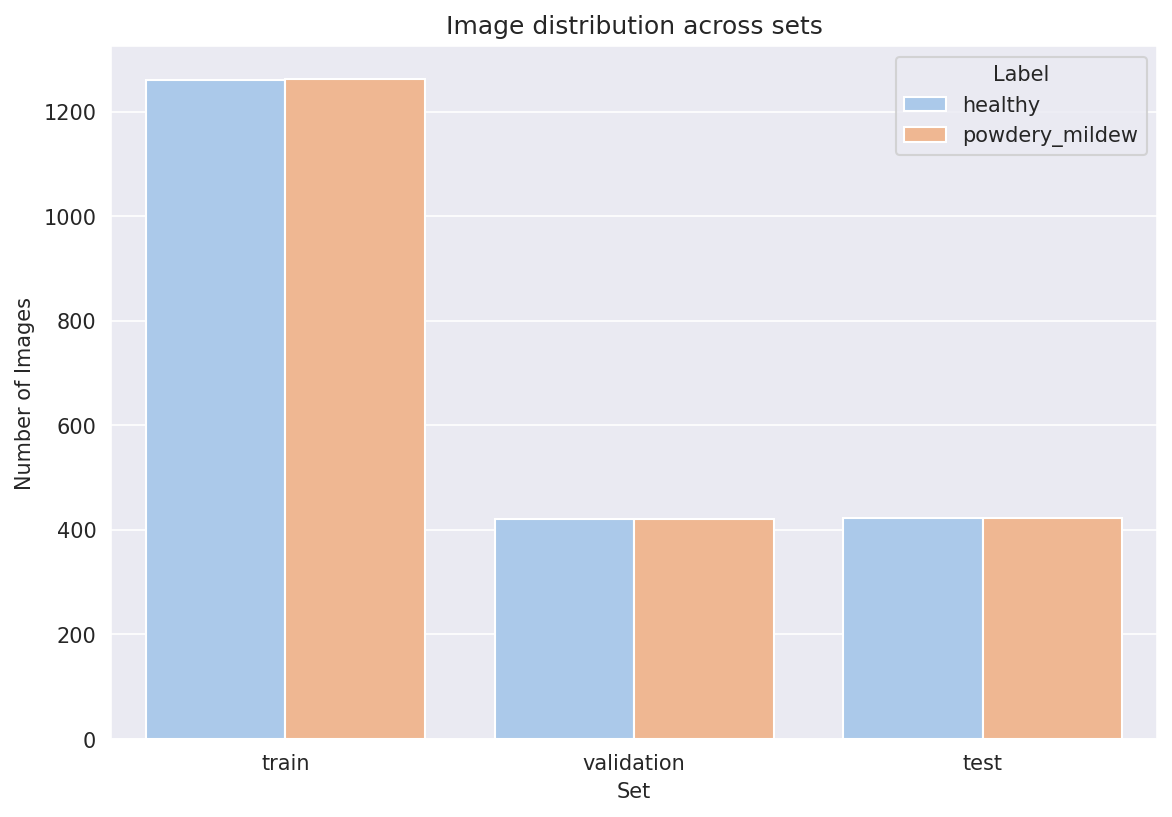 Image distribution across sets
Label
healthy
powdery_mildew
Number of Images
1200
1000
800
600
400
200
0
train validation test
Set